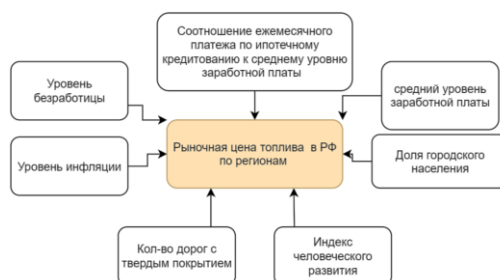 Соотношение ежемесячного
платежа по ипотечному
кредитованию к среднему уровню
заработной платы
Уровень
безработицы
средний уровень
заработной платы
Рыночная цена топлива в РФ
по регионам
Уровень инфляции
Доля городского
населения
Кол-во дорог с
твердым покрытием
Индекс
человеческого
развития